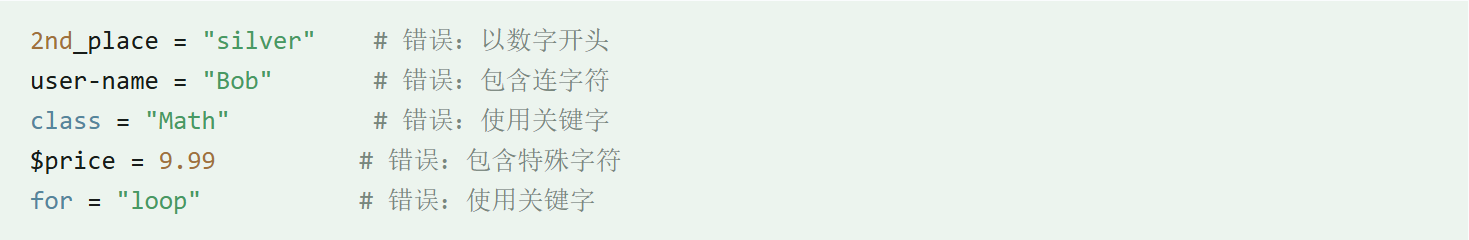 2nd_place = "silver"    # 错误：以数字开头
user-name = "Bob"       # 错误：包含连字符
class = "Math"          # 错误：使用关键字
$price = 9.99          # 错误：包含特殊字符
for = "loop"           # 错误：使用关键字